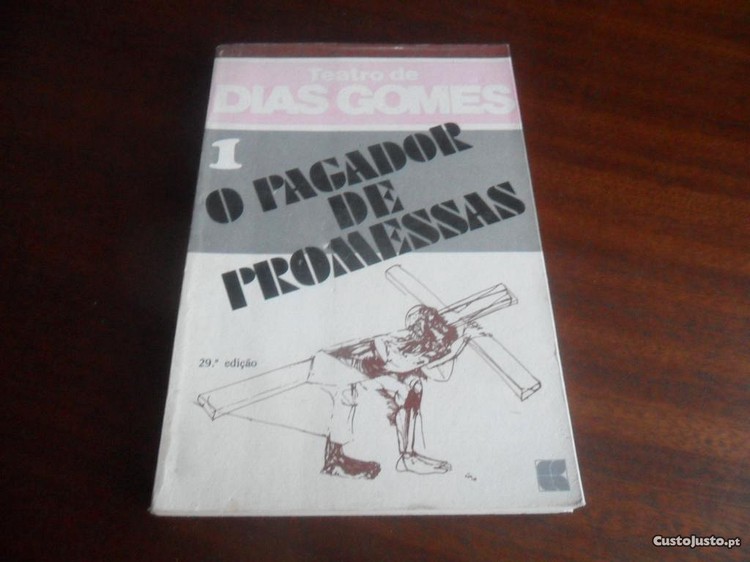 Teatro de
DIAS GOMES
1
O PAGADOR
DE
PROMESSAS
29.ª edição
CustoJusto.pt